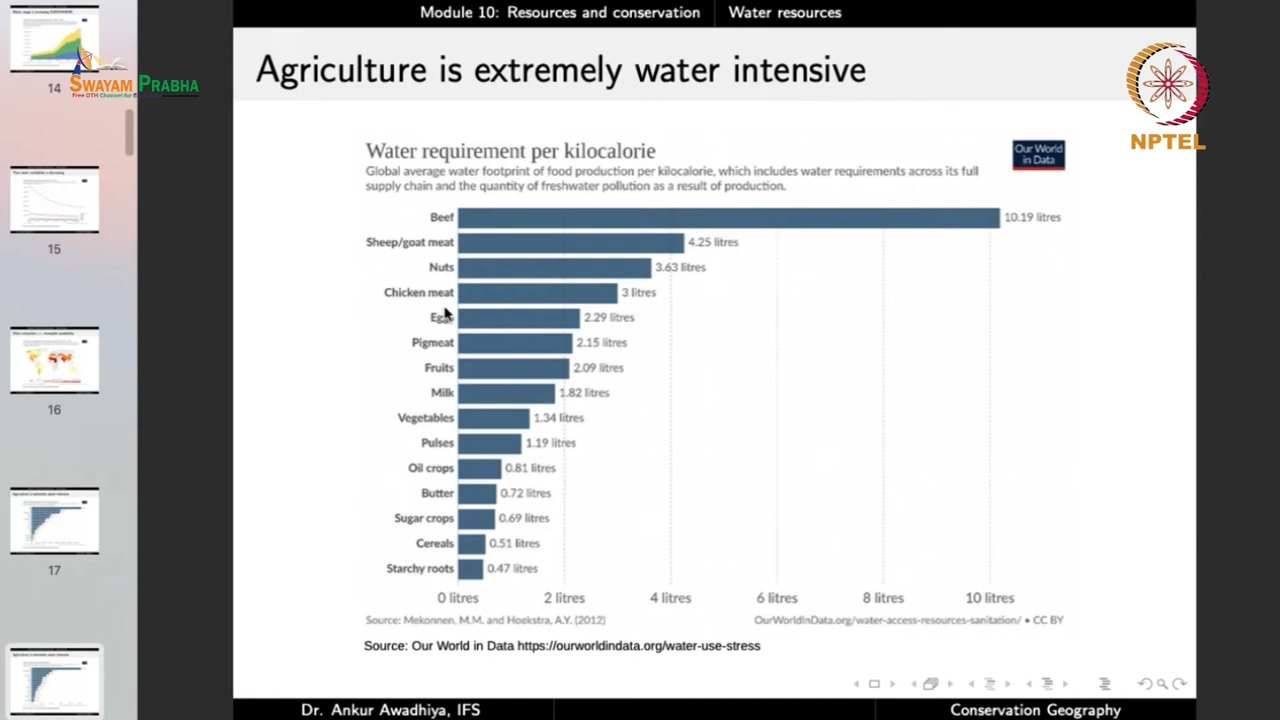 Module 10: Resources and conservation
Water resources
Agriculture is extremely water intensive
SWAYAM PRABHA
Free DTH Channel for
NPTEL
14
15
16
17
Water requirement per kilocalorie
Our World
in Data
Global average water footprint of food production per kilocalorie, which includes water requirements across its full
supply chain and the quantity of freshwater pollution as a result of production.
Beef 10.19 litres
Sheep/goat meat 4.25 litres
Nuts 3.63 litres
Chicken meat 3 litres
2.29 litres
Pigmeat 2.15 litres
Fruits 2.09 litres
Milk 1.82 litres
Vegetables 1.34 litres
Pulses 1.19 litres
Oil crops 0.81 litres
Butter 0.72 litres
Sugar crops 0.69 litres
Cereals 0.51 litres
Starchy roots 0.47 litres
0 litres 2 litres 4 litres 6 litres 8 litres 10 litres
Source: Mekonnen, M.M. and Hoekstra, A.Y. (2012) OurWorldInData.org/water-access-resources-sanitation/ • CC BY
Source: Our World in Data https://ourworldindata.org/water-use-stress
Dr. Ankur Awadhiya, IFS
Conservation Geography